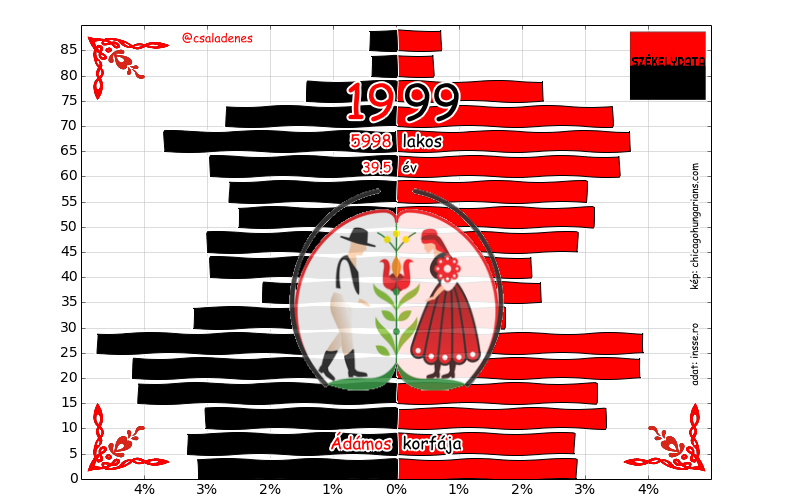 @csaladenes
SZÉKELYDATA
1999
5998 lakos
39.5 év
kép: chicagohungarians.com
adat: insse.ro
Ádámos korfája
85
80
75
70
65
60
55
50
45
40
35
30
25
20
15
10
5
0
4% 3% 2% 1% 0% 1% 2% 3% 4%